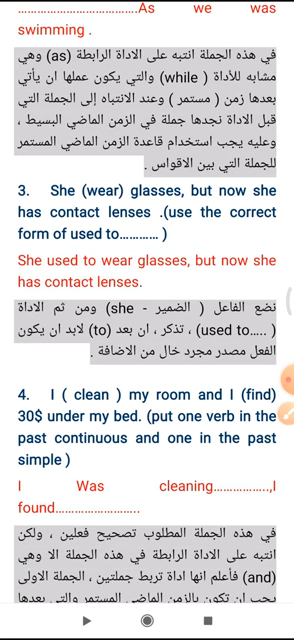 .......................................As we was
swimming .
في هذه الجملة انتبه على الاداة الرابطة (as) وهي
مشابه للأداة ( while) والتي يكون عملها ان يأتي
بعدها زمن ( مستمر ) وعند الانتباه إلى الجملة التي
قبل الاداة نجدها جملة في الزمن الماضي البسيط ،
وعليه يجب استخدام قاعدة الزمن الماضي المستمر
للجملة التي بين الاقواس .
3. She (wear) glasses, but now she
has contact lenses .(use the correct
form of used to............ )
She used to wear glasses, but now she
has contact lenses.
نضع الفاعل ( الضمير - she) ومن ثم الاداة
( .....used to) ، تذكر ، ان بعد (to) لابد ان يكون
الفعل مصدر مجرد خال من الاضافة .
4. I ( clean ) my room and I (find)
30$ under my bed. (put one verb in the
past continuous and one in the past
simple )
I Was cleaning................,I
found.........................
في هذه الجملة المطلوب تصحيح فعلين ، ولكن
انتبه على الاداة الرابطة في هذه الجملة الا وهي
(and) فأعلم انها اداة تربط جملتين ، الجملة الاولى
يجب ان تكون بالزمن الماضي المستمر والتي بعدها